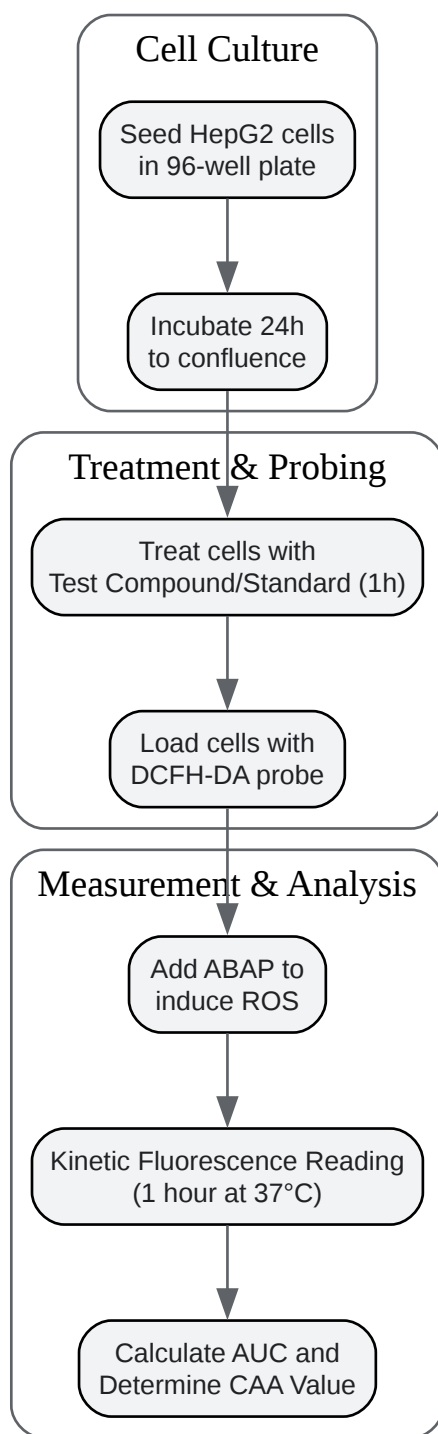 Cell Culture
Seed HepG2 cells
in 96-well plate
Incubate 24h
to confluence
Treatment & Probing
Treat cells with
Test Compound/Standard (1h)
Load cells with
DCFH-DA probe
Measurement & Analysis
Add ABAP to
induce ROS
Kinetic Fluorescence Reading
(1 hour at 37°C)
Calculate AUC and
Determine CAA Value